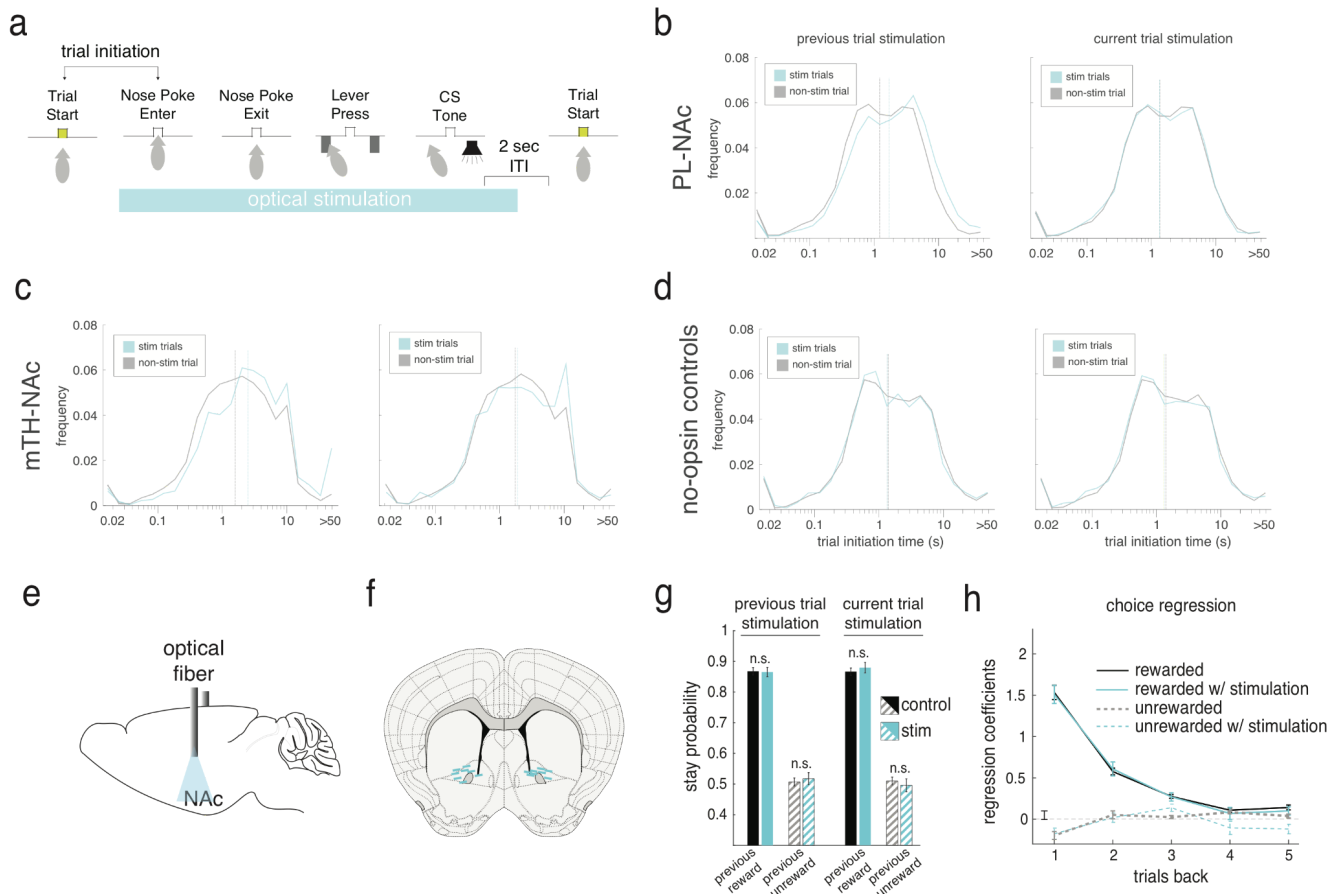 a
trial initiation
Trial
Start
Nose Poke
Enter
Nose Poke
Exit
Lever
Press
CS
Tone
Trial
Start
2 sec
ITI
optical stimulation
b
previous trial stimulation
current trial stimulation
PL-NAc
frequency
0.08
0.06
0.04
0.02
stim trials
non-stim trials
0.02
0.1
1
10
>50
stim trials
non-stim trials
0.02
0.1
1
10
>50
c
mTH-NAc
frequency
0.08
0.06
0.04
0.02
0
stim trials
non-stim trial
0.02
0.1
1
10
>50
stim trials
non-stim trial
0.02
0.1
1
10
>50
d
no-opsin controls
frequency
0.08
0.06
0.04
0.02
0
stim trials
non-stim trial
0.02
0.1
1
10
>50
trial initiation time (s)
stim trials
non-stim trial
0.02
0.1
1
10
>50
trial initiation time (s)
e
optical
fiber
NAc
f
g
previous trial
stimulation
current trial
stimulation
stay probability
1
0.9
0.8
0.7
0.6
0.5
0.4
n.s.
n.s.
n.s.
n.s.
control
stim
previous
reward
previous
unreward
previous
reward
previous
unreward
h
choice regression
regression coefficients
2
1.5
1
0.5
0
rewarded
rewarded w/ stimulation
unrewarded
unrewarded w/ stimulation
1
2
3
4
5
trials back